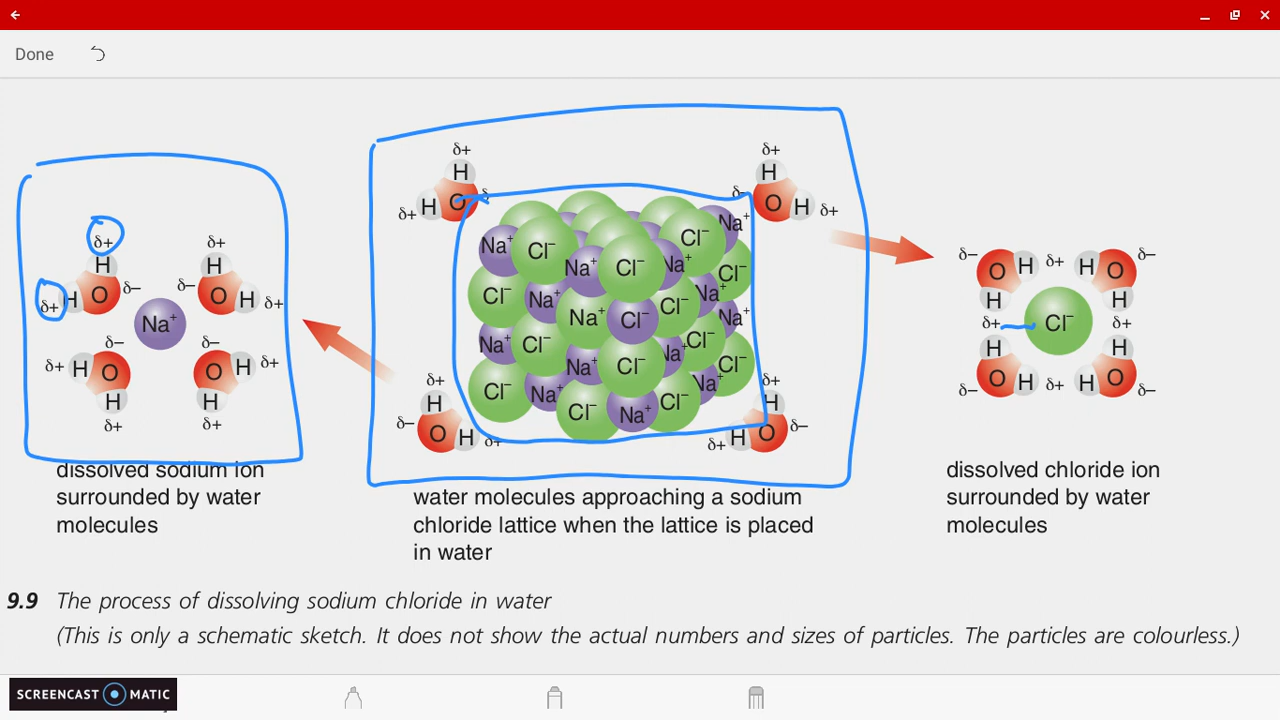 Done
δ+
H
δ+ H O δ
δ+
H
δ- O H δ+
δ+
H
δ+ H O δ-
δ+
H
δ- O H δ+
Na⁺
δ-
δ+ H O
H
δ+
δ-
O H δ+
H
δ+
Na⁺ Cl⁻ Na⁺ Cl⁻ Na⁺ Cl⁻ Na⁺
Cl⁻ Na⁺ Na⁺ Cl⁻ Cl⁻ Na⁺ Cl⁻
Na⁺ Cl⁻ Na⁺ Cl⁻ Na⁺ Cl⁻ Na⁺
Cl⁻ Na⁺ Cl⁻ Na⁺ Cl⁻ Na⁺ Cl⁻
δ+
H
δ- O H δ+
δ+
H
δ+ H O δ-
δ- O H δ+ H O δ-
H H
δ+ Cl⁻ δ+
H H
δ- O H δ+ H O δ-
dissolved sodium ion
surrounded by water
molecules
water molecules approaching a sodium
chloride lattice when the lattice is placed
in water
dissolved chloride ion
surrounded by water
molecules
9.9 The process of dissolving sodium chloride in water
(This is only a schematic sketch. It does not show the actual numbers and sizes of particles. The particles are colourless.)
SCREENCAST MATIC